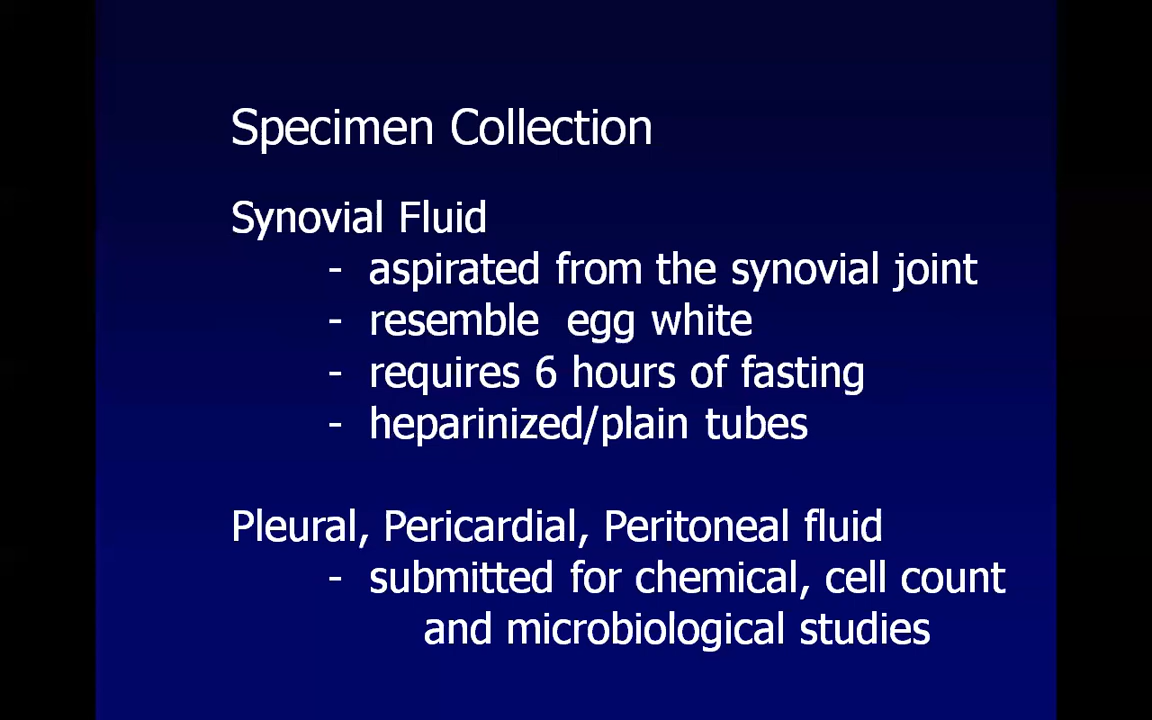 Specimen Collection
Synovial Fluid
- aspirated from the synovial joint
- resemble egg white
- requires 6 hours of fasting
- heparinized/plain tubes
Pleural, Pericardial, Peritoneal fluid
- submitted for chemical, cell count
and microbiological studies